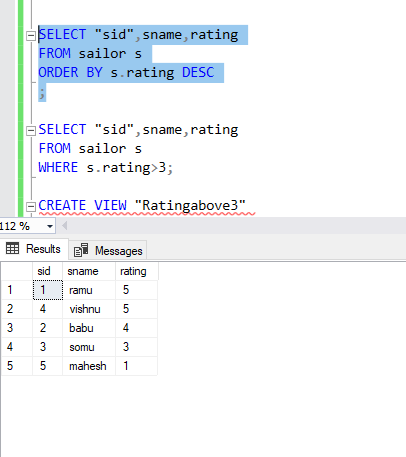 SELECT "sid",sname,rating
FROM sailor s
ORDER BY s.rating DESC
;
SELECT "sid",sname,rating
FROM sailor s
WHERE s.rating>3;
CREATE VIEW "Ratingabove3"
112 %
Results Messages
sid sname rating
1 1 ramu 5
2 4 vishnu 5
3 2 babu 4
4 3 somu 3
5 5 mahesh 1